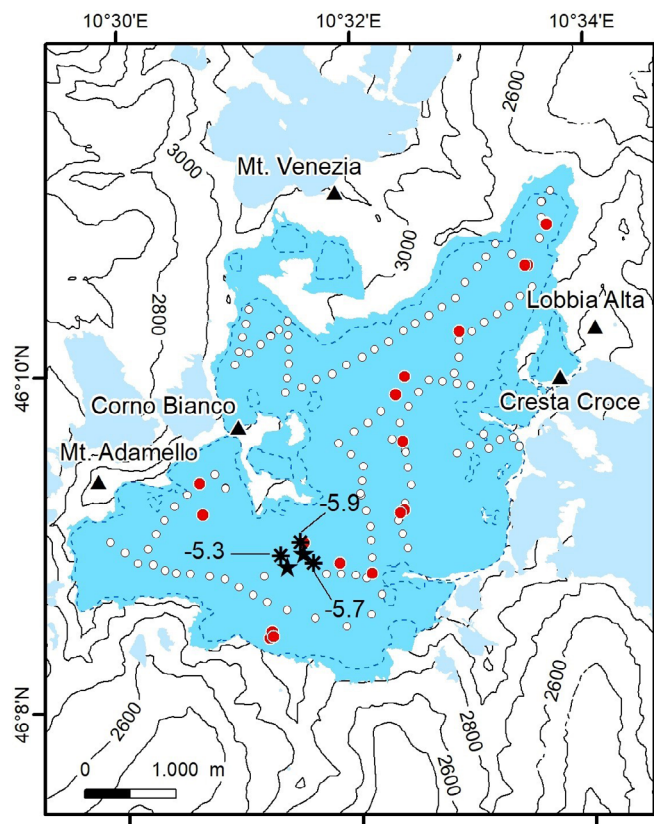 10°30'E 10°32'E 10°34'E
2600
3000
Mt. Venezia
3000
2800
Lobbia Alta
46°10'N
Corno Bianco
Cresta Croce
Mt. Adamello
-5.9
-5.3
-5.7
46°8'N
2600
2600
2800
2600
0 1.000 m